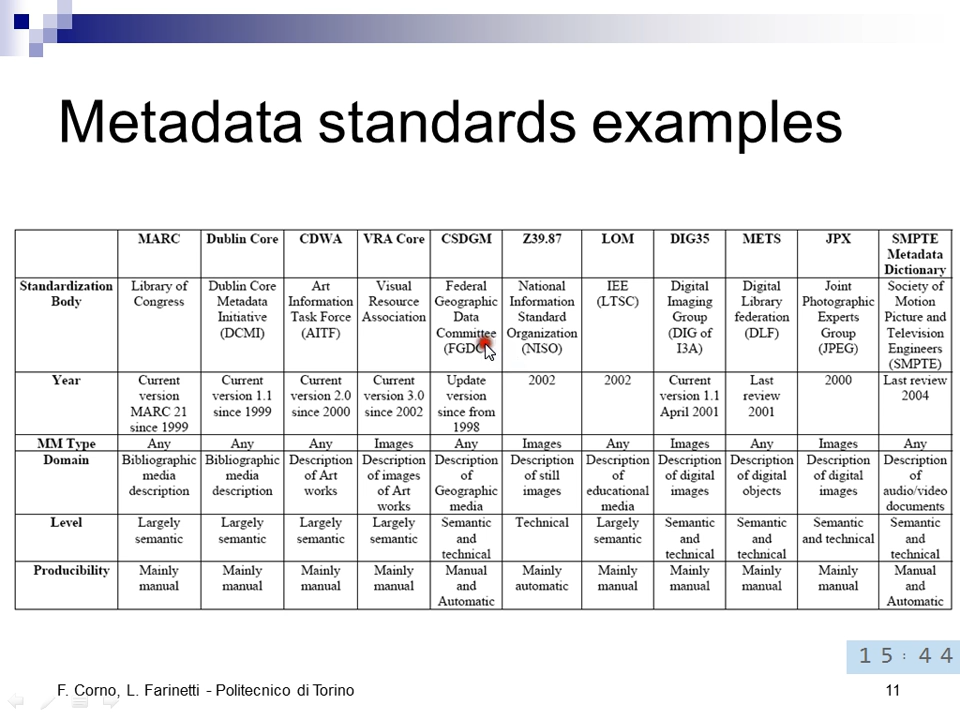 Metadata standards examples
MARC Dublin Core CDWA VRA Core CSDGM Z39.87 LOM DIG35 METS JPX SMPTE
Metadata
Dictionary
Standardization Library of Dublin Core Art Visual Federal National IEE Digital Digital Joint Society of
Body Congress Metadata Information Resource Geographic Information (LTSC) Imaging Library Photographic Motion
Initiative Task Force Association Data Standard Group federation Experts Picture and
(DCMI) (AITF) Committee Organization (DIG of (DLF) Group Television
(FGDC) (NISO) I3A) (JPEG) Engineers
(SMPTE)
Year Current Current Current Current Update 2002 2002 Current Last 2000 Last review
version version 1.1 version 2.0 version 3.0 version version 1.1 review 2004
MARC 21 since 1999 since 2000 since 2002 since from April 2001 2001
since 1999 1998
MM Type Any Any Any Images Any Images Any Images Any Images Any
Domain Bibliographic Bibliographic Description Description Description Description Description Description Description Description Description
media media of Art of images of of still of of digital of digital of digital of
description description works of Art Geographic images educational images objects images audio/video
works media media documents
Level Largely Largely Largely Largely Semantic Technical Largely Semantic Semantic Semantic Semantic
semantic semantic semantic semantic and semantic and and and technical and
technical technical technical technical
Producibility Mainly Mainly Mainly Mainly Manual Mainly Mainly Mainly Mainly Mainly Manual
manual manual manual manual and automatic manual manual manual manual and
Automatic Automatic
15:44
F. Corno, L. Farinetti - Politecnico di Torino 11